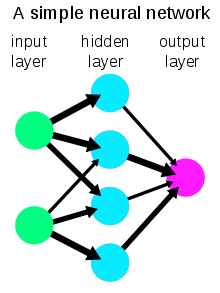 A simple neural network
input layer
hidden layer
output layer